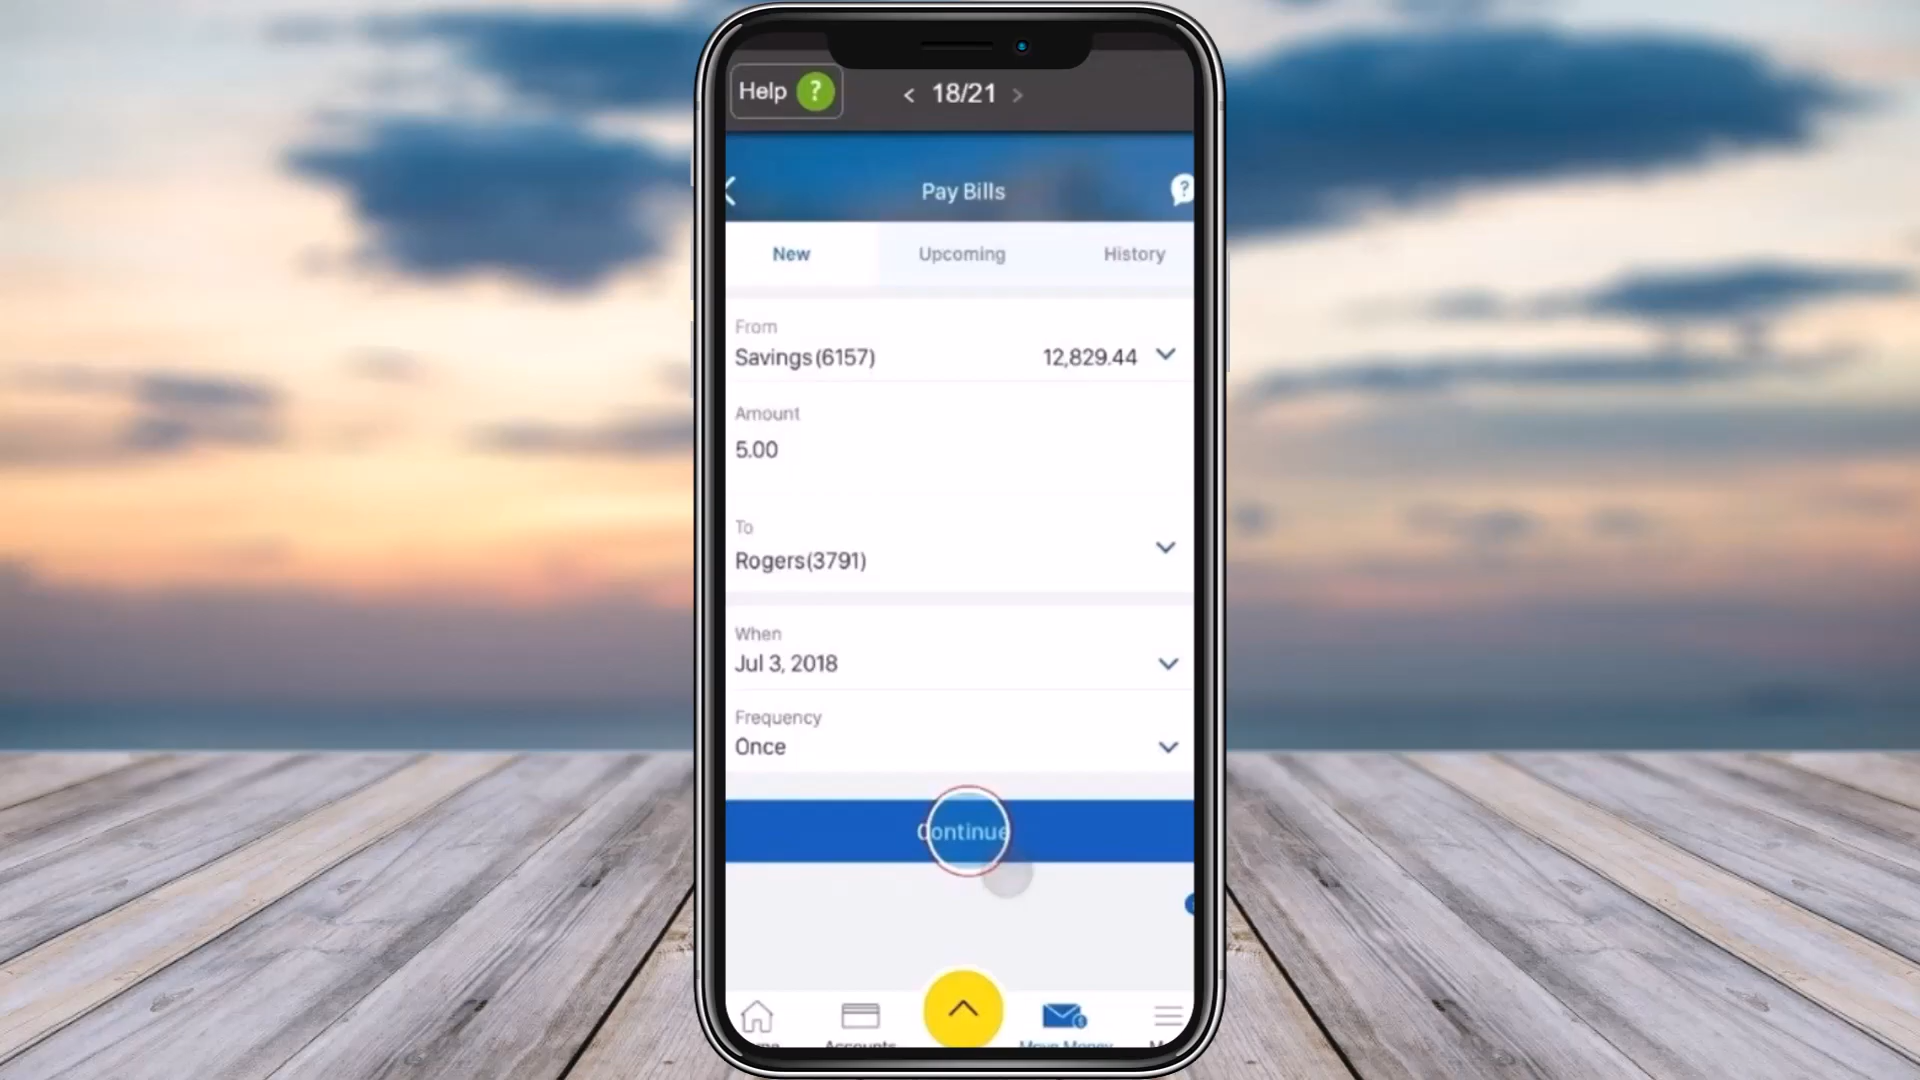 Help ?
< 18/21 >
Pay Bills
?
New Upcoming History
From
Savings(6157) 12,829.44
Amount
5.00
To
Rogers(3791)
When
Jul 3, 2018
Frequency
Once
Continue
Accounts Move Money